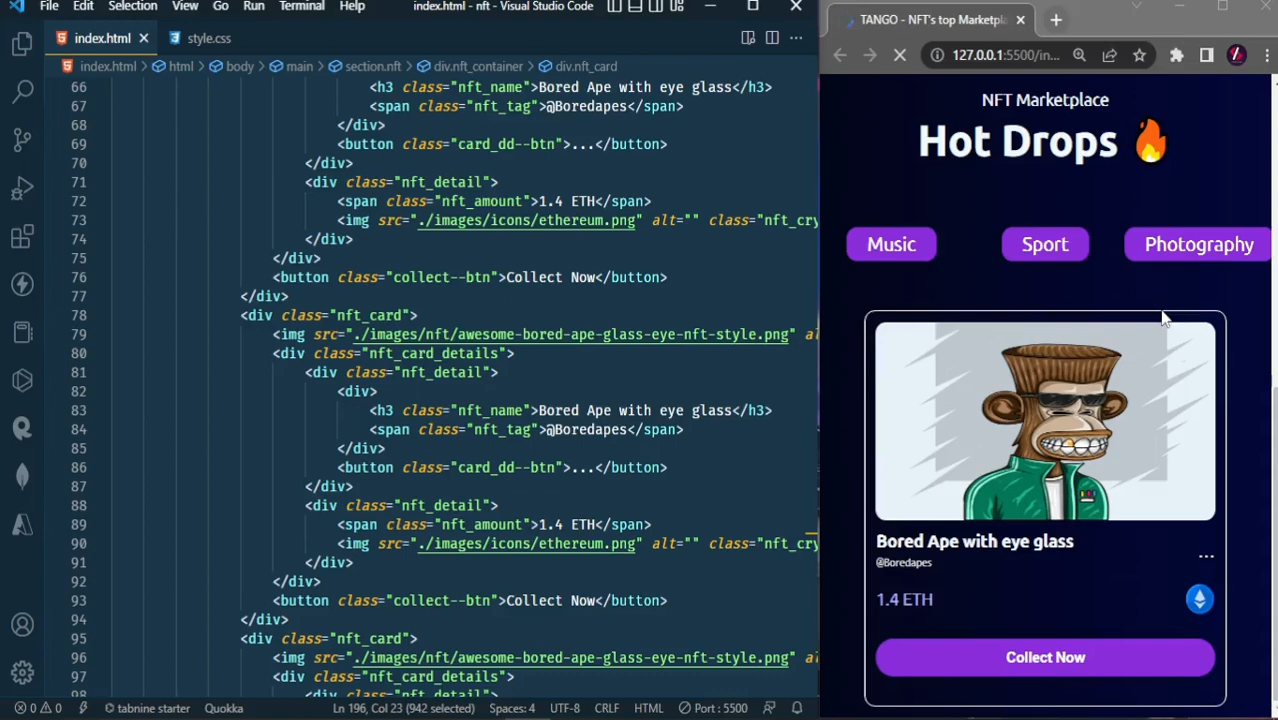 File Edit Selection View Go Run Terminal Help index.html - nft - Visual Studio Code
index.html style.css
index.html > html > body > main > section.nft > div.nft_container > div.nft_card
66 <h3 class="nft_name">Bored Ape with eye glass</h3>
67 <span class="nft_tag">@Boredapes</span>
68 </div>
69 <button class="card_dd--btn">...</button>
70 </div>
71 <div class="nft_detail">
72 <span class="nft_amount">1.4 ETH</span>
73 <img src="./images/icons/ethereum.png" alt="" class="nft_cry
74 </div>
75 </div>
76 <button class="collect--btn">Collect Now</button>
77 </div>
78 <div class="nft_card">
79 <img src="./images/nft/awesome-bored-ape-glass-eye-nft-style.png" al
80 <div class="nft_card_details">
81 <div class="nft_detail">
82 <div>
83 <h3 class="nft_name">Bored Ape with eye glass</h3>
84 <span class="nft_tag">@Boredapes</span>
85 </div>
86 <button class="card_dd--btn">...</button>
87 </div>
88 <div class="nft_detail">
89 <span class="nft_amount">1.4 ETH</span>
90 <img src="./images/icons/ethereum.png" alt="" class="nft_cry
91 </div>
92 </div>
93 <button class="collect--btn">Collect Now</button>
94 </div>
95 <div class="nft_card">
96 <img src="./images/nft/awesome-bored-ape-glass-eye-nft-style.png" al
97 <div class="nft_card_details">
98 <div class="nft_detail">
0 0 tabnine starter Quokka Ln 196, Col 23 (942 selected) Spaces: 4 UTF-8 CRLF HTML Port : 5500
TANGO - NFT's top Marketpla
127.0.0.1:5500/in...
NFT Marketplace
Hot Drops 🔥
Music Sport Photography
Bored Ape with eye glass
@Boredapes
...
1.4 ETH
Collect Now